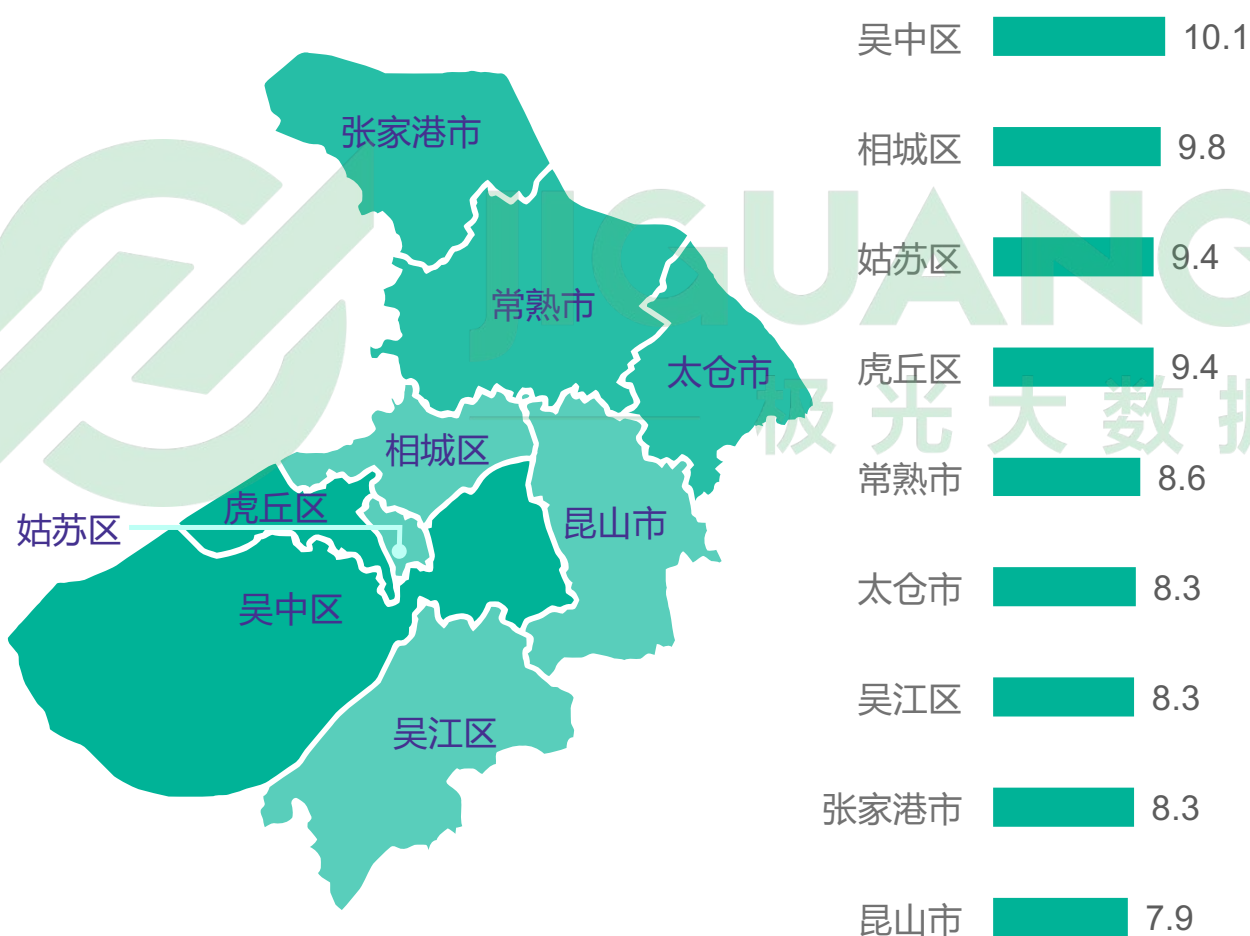 张家港市
常熟市
太仓市
相城区
虎丘区
姑苏区
昆山市
吴中区
吴江区
吴中区 10.1
相城区 9.8
姑苏区 9.4
虎丘区 9.4
常熟市 8.6
太仓市 8.3
吴江区 8.3
张家港市 8.3
昆山市 7.9
JIGUANG
极光大数据